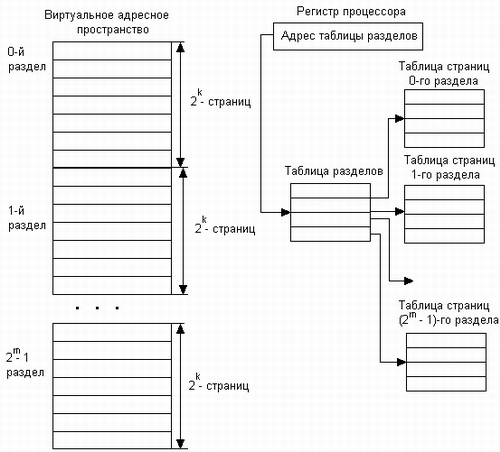 Виртуальное адресное
пространство
0-й
раздел
2^k - страниц
1-й
раздел
2^k - страниц
. . .
2^m - 1
раздел
2^k - страниц
Регистр процессора
Адрес таблицы разделов
Таблица страниц
0-го раздела
Таблица разделов
Таблица страниц
1-го раздела
Таблица страниц
(2^m - 1)-го раздела